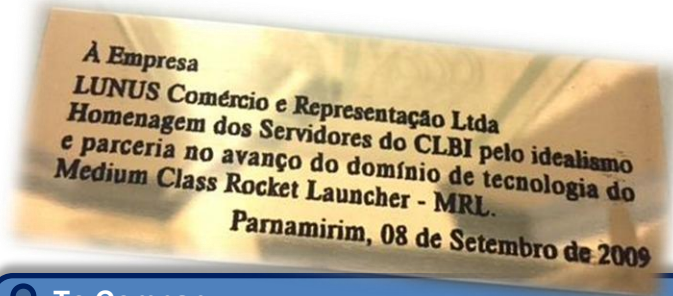 À Empresa
LUNUS Comércio e Representação Ltda
Homenagem dos Servidores do CLBI pelo idealismo
e parceria no avanço do domínio de tecnologia do
Medium Class Rocket Launcher - MRL.
Parnamirim, 08 de Setembro de 2009